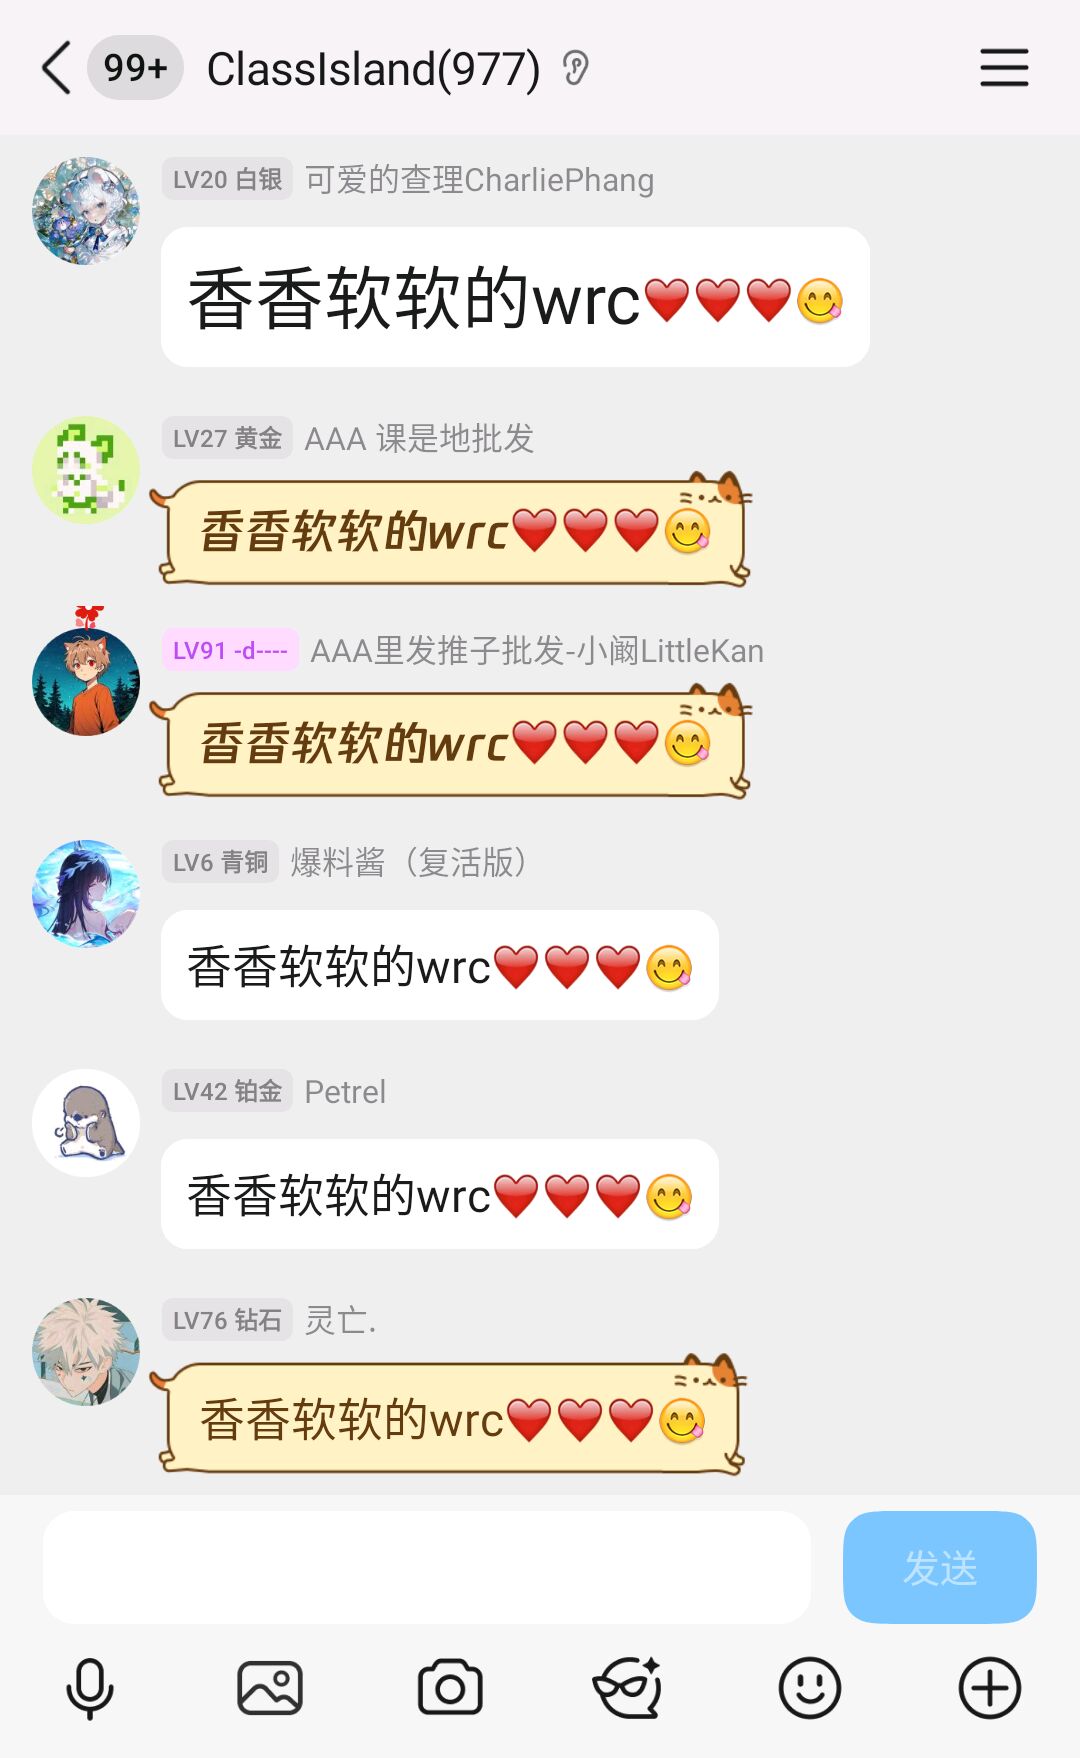 99+ ClassIsland(977)
LV20 白银 可爱的查理CharliePhang
香香软软的wrc❤️❤️❤️😋
LV27 黄金 AAA 课是地批发
香香软软的wrc❤️❤️❤️😋
LV91 -d---- AAA里发推子批发-小阚LittleKan
香香软软的wrc❤️❤️❤️😋
LV6 青铜 爆料酱（复活版）
香香软软的wrc❤️❤️❤️😋
LV42 铂金 Petrel
香香软软的wrc❤️❤️❤️😋
LV76 钻石 灵亡.
香香软软的wrc❤️❤️❤️😋
发送